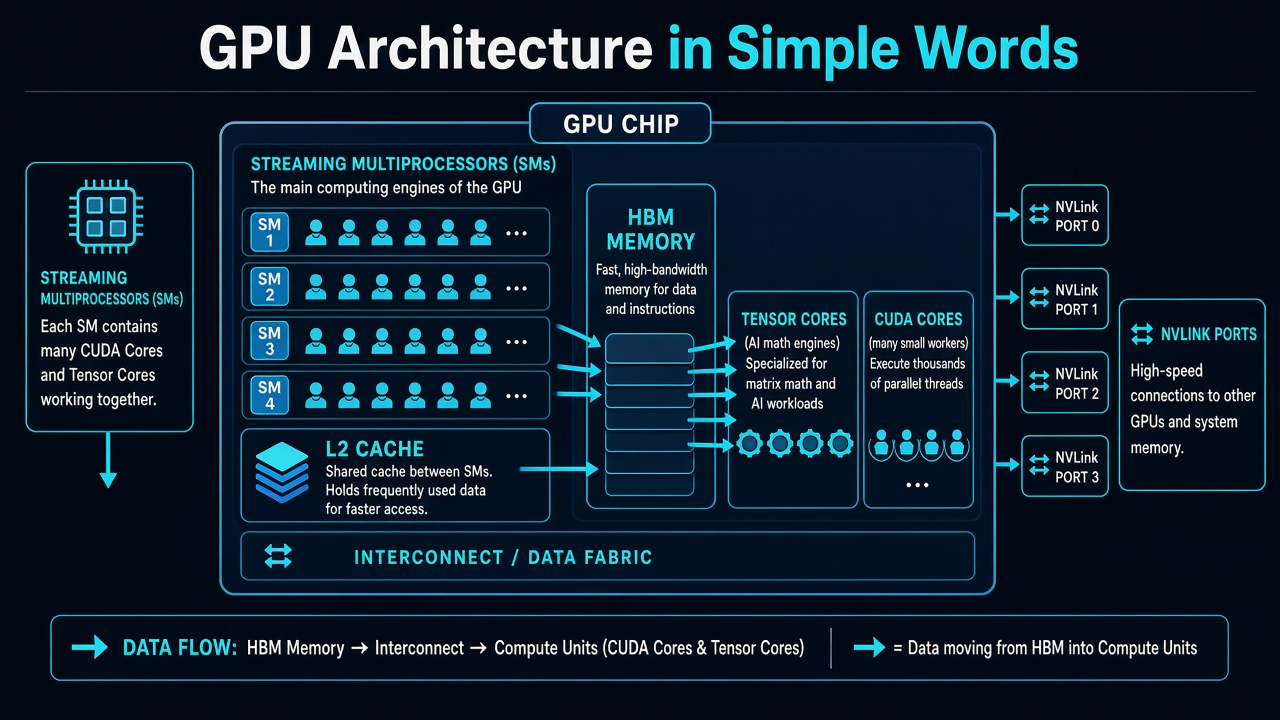 GPU Architecture in Simple Words
GPU CHIP
STREAMING
MULTIPROCESSORS (SMs)
Each SM contains
many CUDA Cores
and Tensor Cores
working together.
STREAMING MULTIPROCESSORS (SMs)
The main computing engines of the GPU
SM
1
...
SM
2
...
SM
3
...
SM
4
...
L2 CACHE
Shared cache between SMs.
Holds frequently used data
for faster access.
HBM
MEMORY
Fast, high-bandwidth
memory for data
and instructions
TENSOR CORES
(AI math engines)
Specialized for
matrix math and
AI workloads
CUDA CORES
(many small workers)
Execute thousands
of parallel threads
...
INTERCONNECT / DATA FABRIC
NVLink
PORT 0
NVLink
PORT 1
NVLink
PORT 2
NVLink
PORT 3
NVLINK PORTS
High-speed
connections to other
GPUs and system
memory.
DATA FLOW: HBM Memory → Interconnect → Compute Units (CUDA Cores & Tensor Cores)
= Data moving from HBM into Compute Units